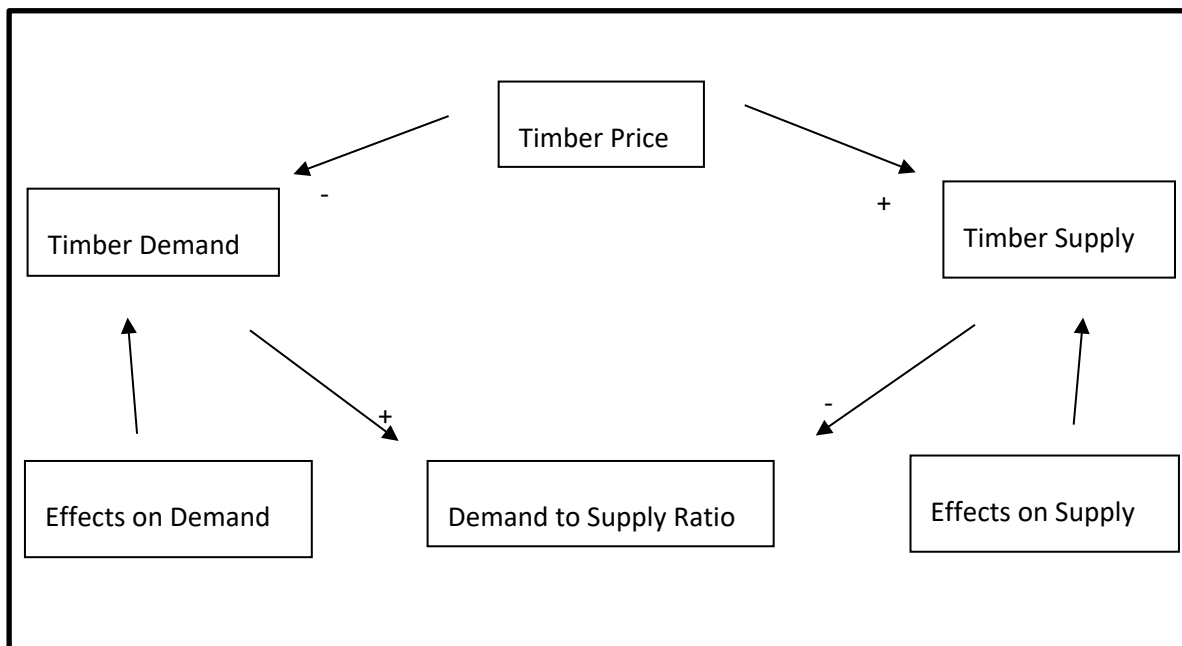 Timber Price
-
+
Timber Demand
Timber Supply
+
-
Effects on Demand
Demand to Supply Ratio
Effects on Supply